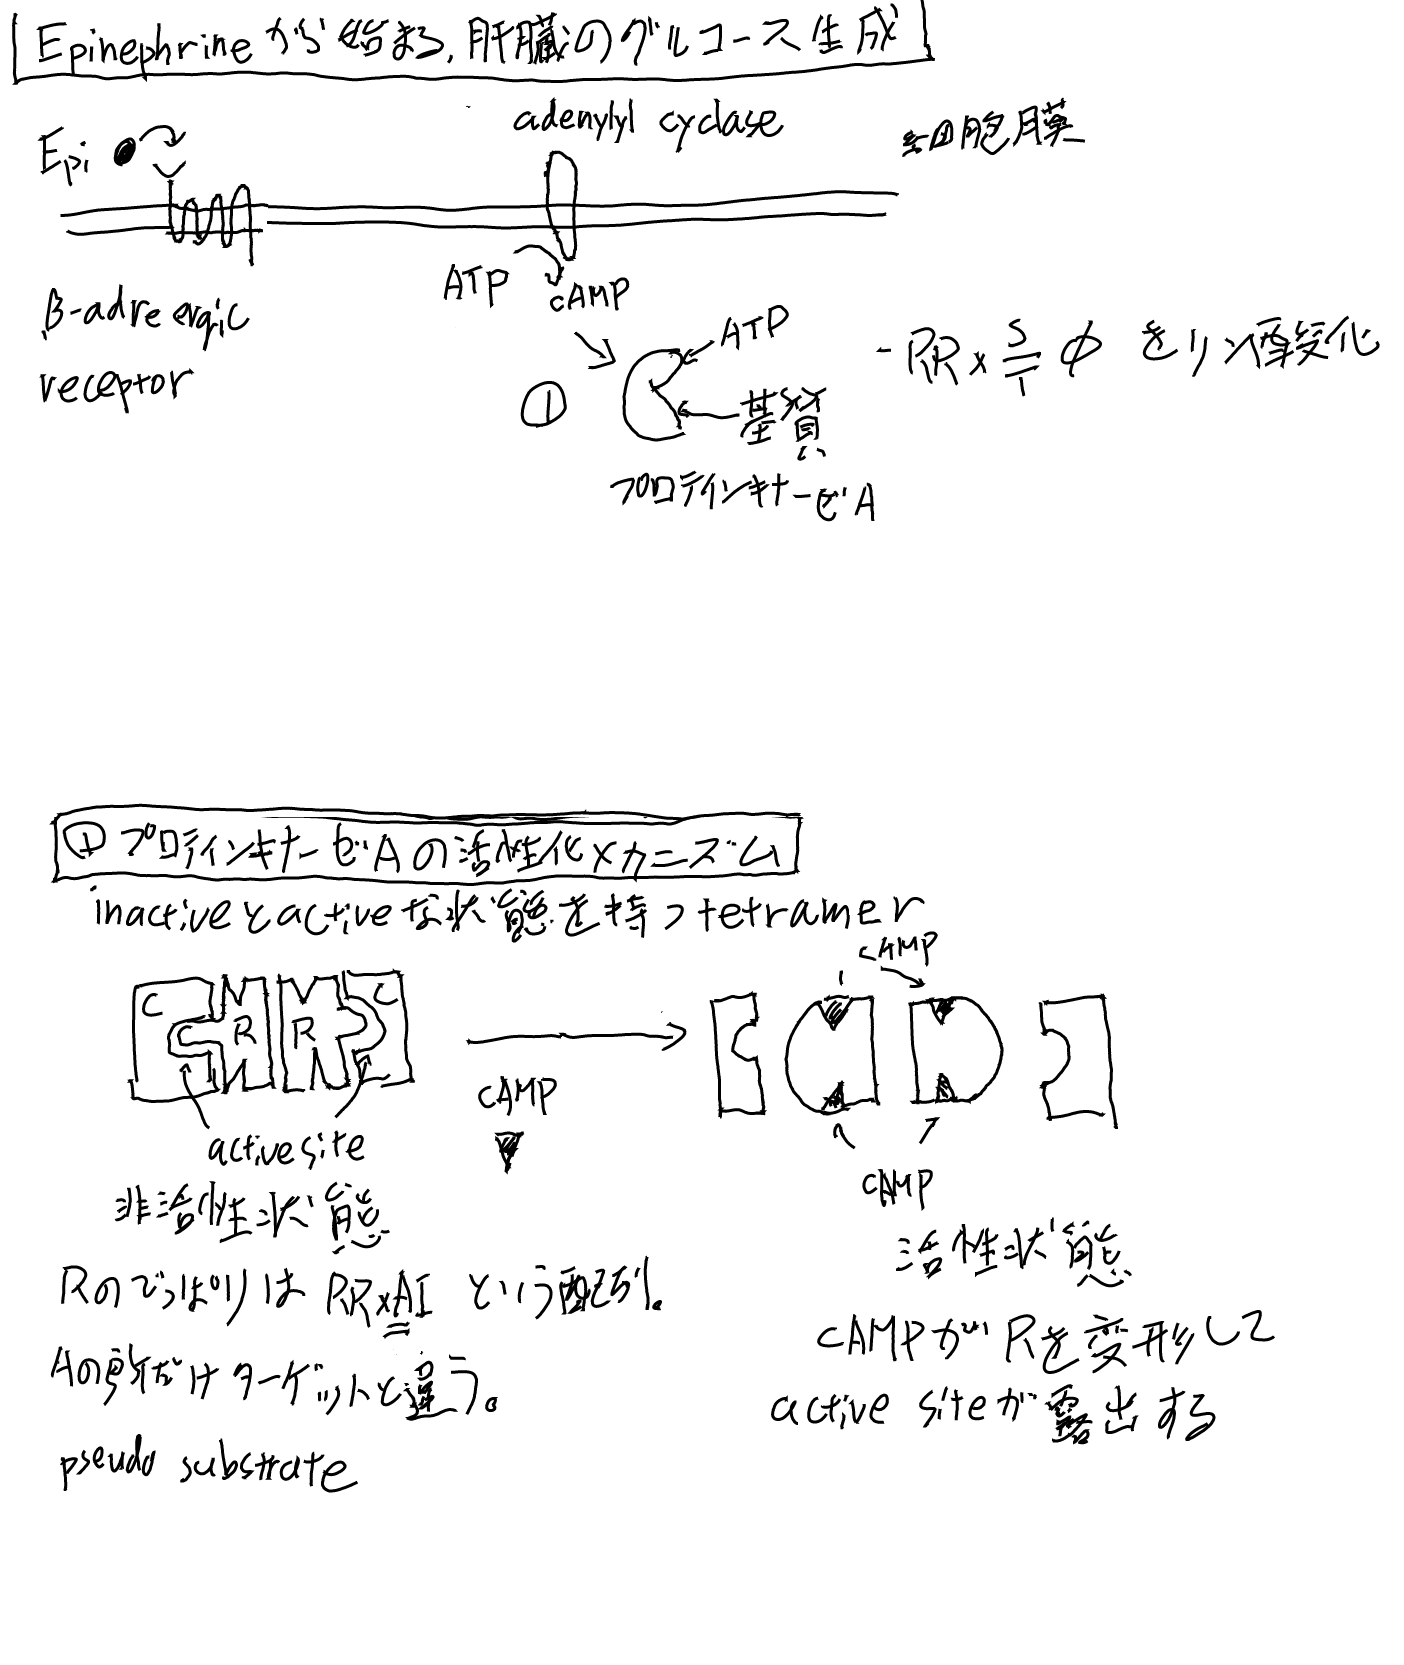 Epinephrineから始まる,肝臓のグルコース生成
adenylyl cyclase
細胞膜
Epi
ATP
cAMP
β-adreergic
receptor
ATP
-RRx S/T Φ をリン酸化
①
基質
プロテインキナーゼA
①プロテインキナーゼAの活性化メカニズム
inactiveとactiveな状態を持つtetramer
cAMP
C R R C
cAMP
active site
cAMP
非活性状態
活性状態
Rのでっぱりは RRxAI という配列。
cAMPがRを変形して
Aの所だけターゲットと違う。
active siteが露出する
pseudo substrate